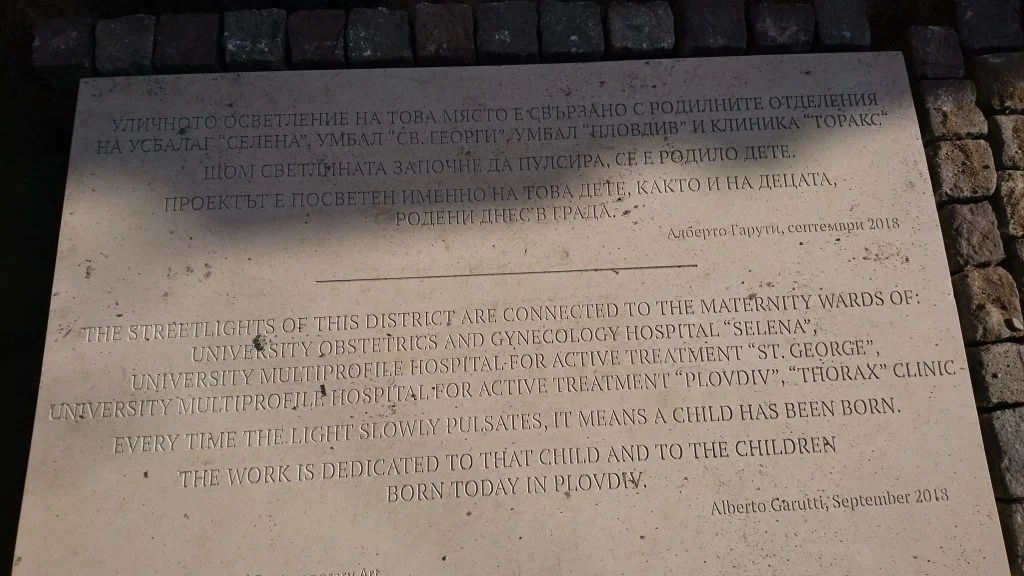 УЛИЧНОТО ОСВЕТЛЕНИЕ НА ТОВА МЯСТО Е СВЪРЗАНО С РОДИЛНИТЕ ОТДЕЛЕНИЯ
НА УСБАЛАГ "СЕЛЕНА", УМБАЛ "СВ. ГЕОРГИ", УМБАЛ "ПЛОВДИВ" И КЛИНИКА "ТОРАКС"
ЩОМ СВЕТЛИНАТА ЗАПОЧНЕ ДА ПУЛСИРА, СЕ Е РОДИЛО ДЕТЕ.
ПРОЕКТЪТ Е ПОСВЕТЕН ИМЕННО НА ТОВА ДЕТЕ, КАКТО И НА ДЕЦАТА,
РОДЕНИ ДНЕС В ГРАДА.
Алберто Гарути, септември 2018
THE STREETLIGHTS OF THIS DISTRICT ARE CONNECTED TO THE MATERNITY WARDS OF:
UNIVERSITY OBSTETRICS AND GYNECOLOGY HOSPITAL "SELENA",
UNIVERSITY MULTIPROFILE HOSPITAL FOR ACTIVE TREATMENT "ST. GEORGE",
UNIVERSITY MULTIPROFILE HOSPITAL FOR ACTIVE TREATMENT "PLOVDIV", "THORAX" CLINIC
EVERY TIME THE LIGHT SLOWLY PULSATES, IT MEANS A CHILD HAS BEEN BORN.
THE WORK IS DEDICATED TO THAT CHILD AND TO THE CHILDREN
BORN TODAY IN PLOVDIV.
Alberto Garutti, September 2018
Art